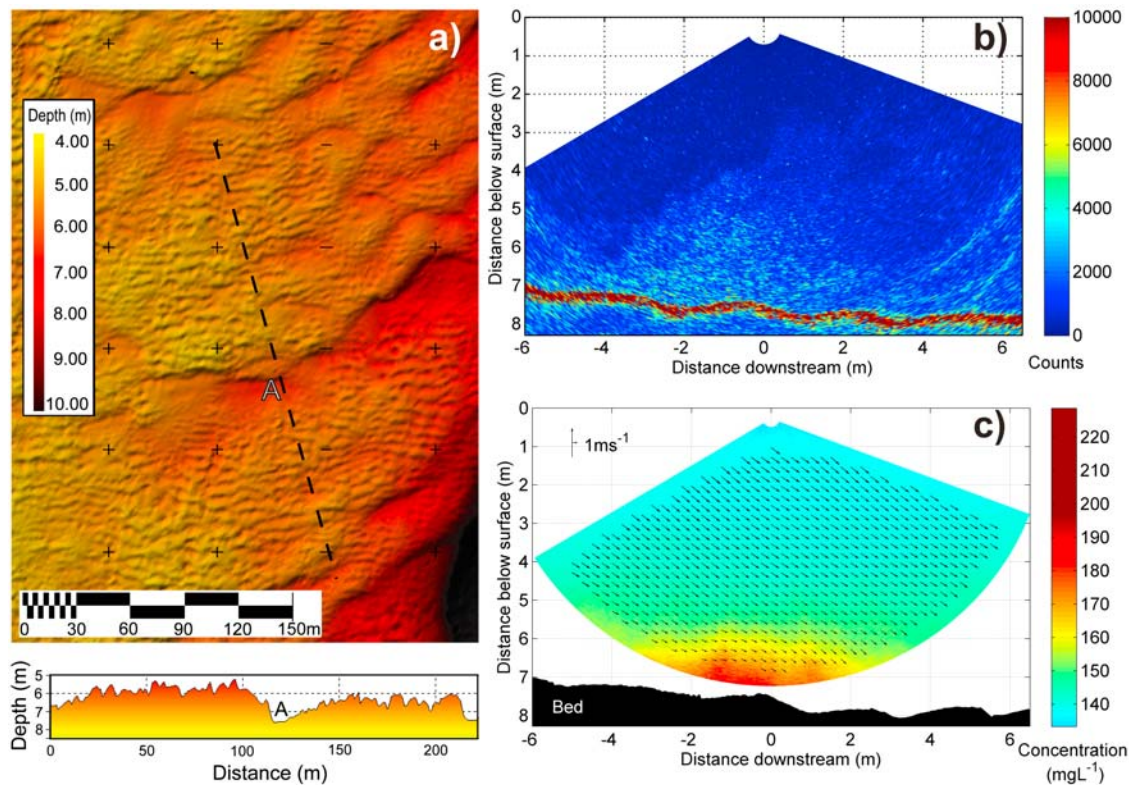 a)
Depth (m)
4.00
5.00
6.00
7.00
8.00
9.00
10.00
A
0 30 60 90 120 150m
Depth (m)
5
6
7
8
A
0 50 100 150 200
Distance (m)
b)
Distance below surface (m)
0
1
2
3
4
5
6
7
8
-6 -4 -2 0 2 4 6
Distance downstream (m)
10000
8000
6000
4000
2000
0
Counts
c)
1ms⁻¹
Distance below surface (m)
0
1
2
3
4
5
6
7
8
Bed
-6 -4 -2 0 2 4 6
Distance downstream (m)
220
210
200
190
180
170
160
150
140
Concentration
(mgL⁻¹)